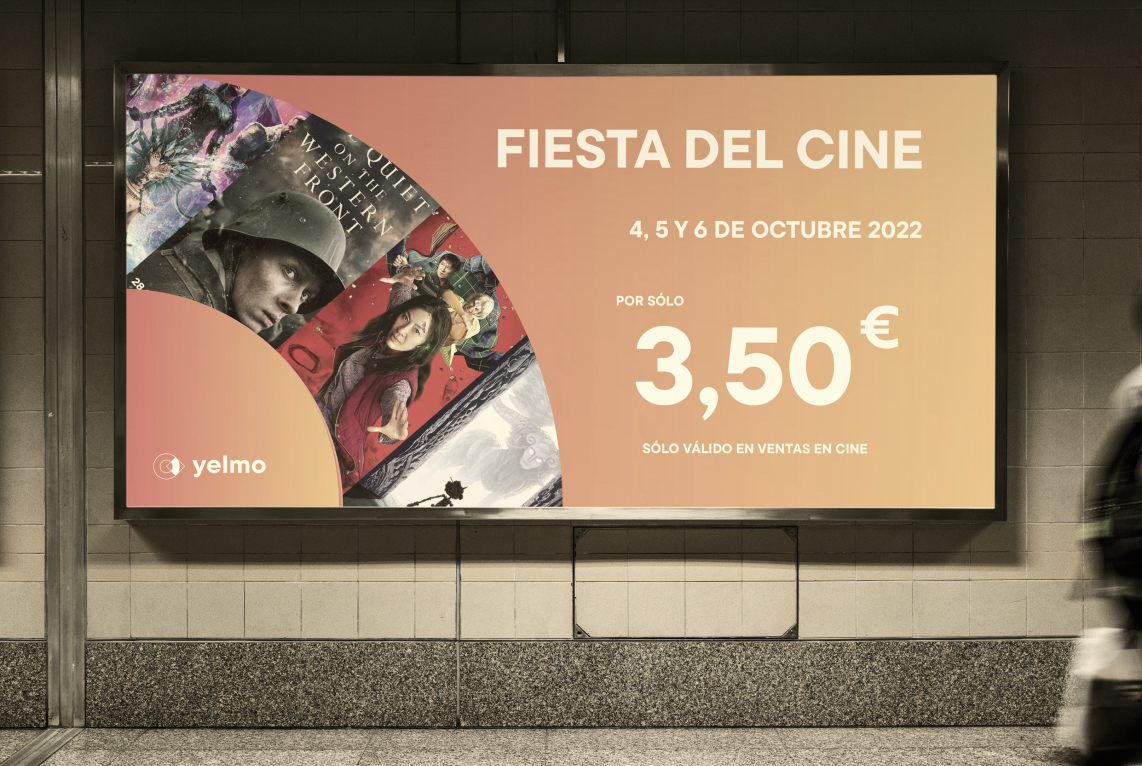 QUIET
ON THE
WESTERN
FRONT
28
FIESTA DEL CINE
4, 5 Y 6 DE OCTUBRE 2022
POR SÓLO
3,50€
SÓLO VÁLIDO EN VENTAS EN CINE
yelmo